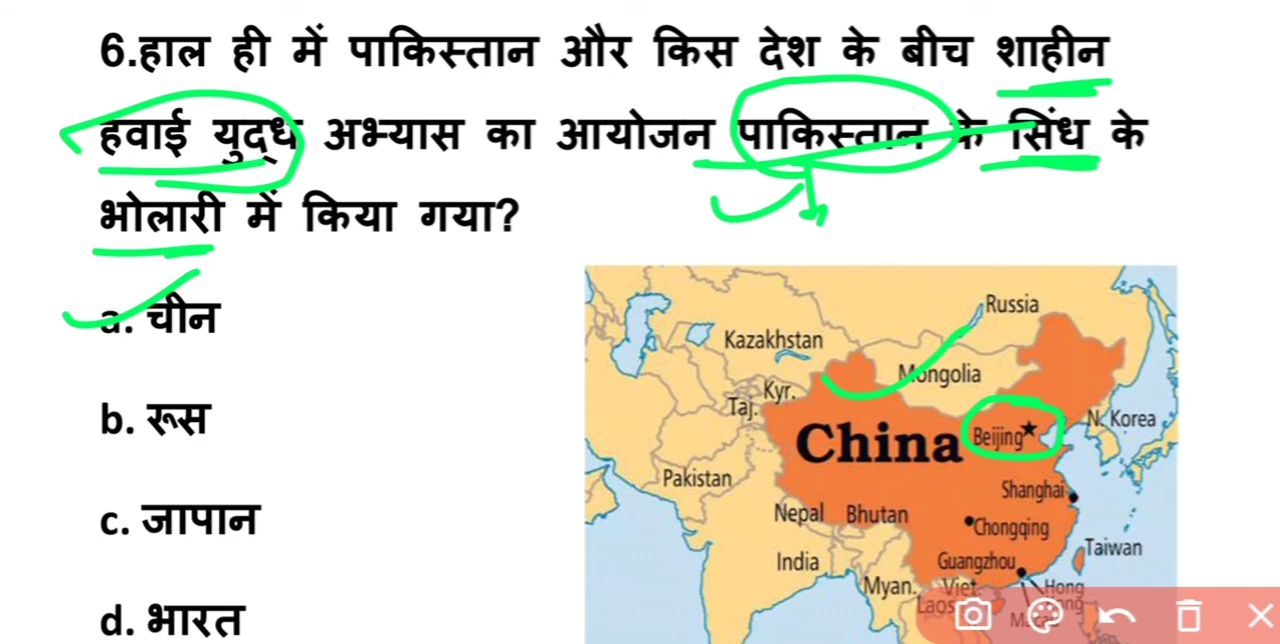 6.हाल ही में पाकिस्तान और किस देश के बीच शाहीन
हवाई युद्ध अभ्यास का आयोजन पाकिस्तान के सिंध के
भोलारी में किया गया?
a. चीन
b. रूस
c. जापान
d. भारत
Russia
Kazakhstan
Mongolia
Kyr.
Taj.
China
Beijing
N. Korea
Pakistan
Shanghai
Nepal Bhutan
Chongqing
India
Guangzhou
Taiwan
Myan.
Viet.
Hong
Laos